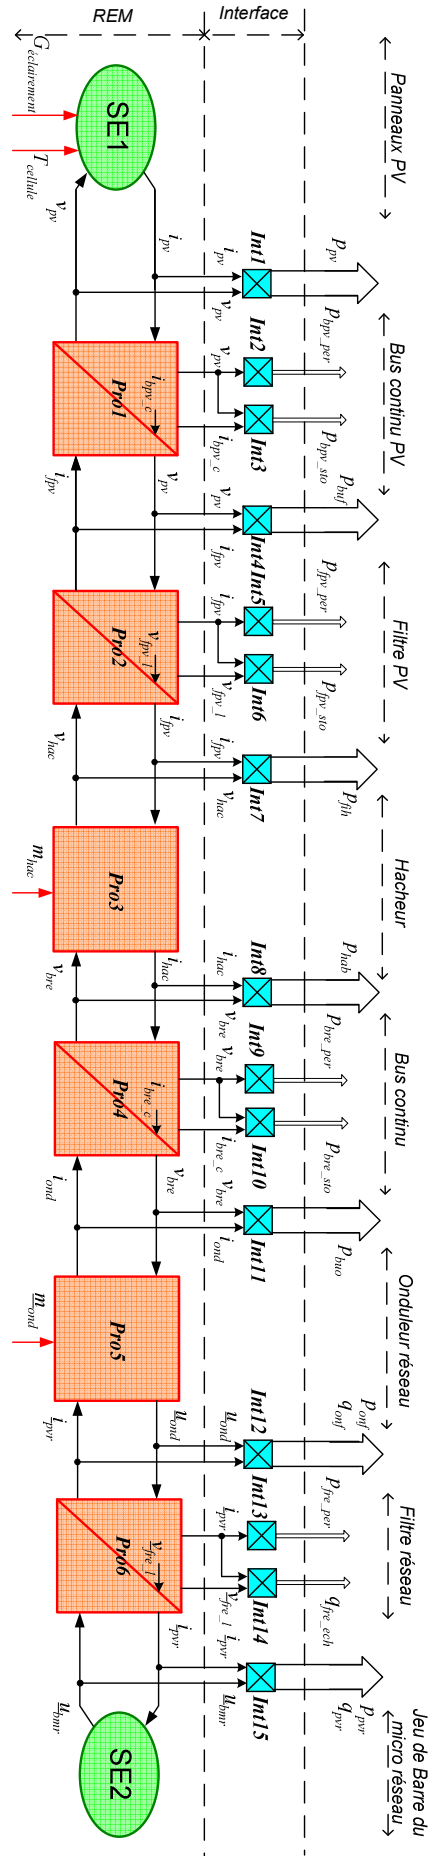 REM
Interface
Panneaux PV
Bus continu PV
Filtre PV
Hacheur
Bus continu
Onduleur réseau
Filtre réseau
Jeu de Barre du
micro réseau
p_pv
p_bpv_per
p_bpv_sto
p_buf
p_fpv_per
p_fpv_sto
p_fih
p_hab
p_bre_per
p_bre_sto
p_buo
p_onf
q_onf
p_fre_per
q_fre_ech
p_pvr
q_pvr
Int1
Int2
Int3
Int4
Int5
Int6
Int7
Int8
Int9
Int10
Int11
Int12
Int13
Int14
Int15
i_pv
v_pv
v_pv
i_bpv_c
v_pv
i_fpv
i_fpv
v_fpv_l
i_fpv
v_hac
i_hac
v_bre
v_bre
i_bre_c
v_bre
i_ond
u_ond
i_pvr
v_fre_l
i_pvr
u_bmr
i_pv
v_pv
i_fpv
i_hac
v_bre
u_ond
i_pvr
SE1
Pro1
i_bpv_c
Pro2
v_fpv_l
Pro3
Pro4
i_bre_c
Pro5
Pro6
v_fre_l
SE2
G_éclairement
T_cellule
v_pv
i_fpv
v_hac
m_hac
v_bre
i_ond
m_ond
i_pvr
u_bmr